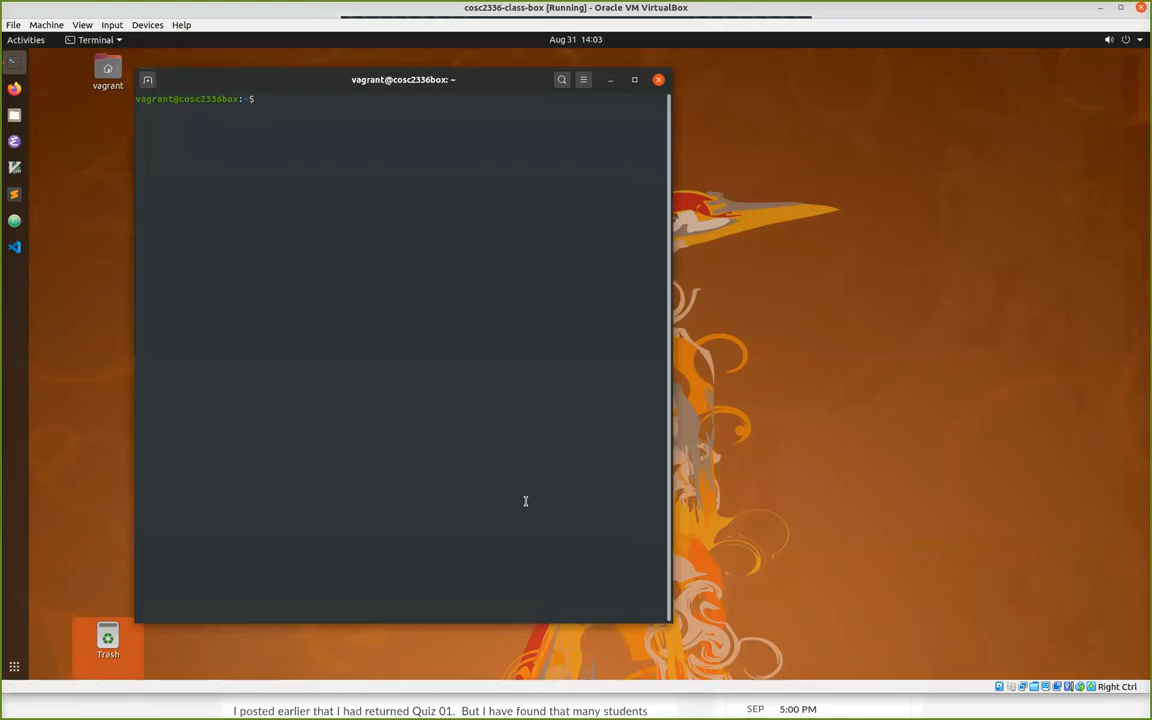 cosc2336-class-box [Running] - Oracle VM VirtualBox
File Machine View Input Devices Help
Activities Terminal Aug 31 14:03
vagrant
vagrant@cosc2336box: ~
vagrant@cosc2336box:~$
Trash
Right Ctrl
I posted earlier that I had returned Quiz 01. But I have found that many students
SEP 5:00 PM